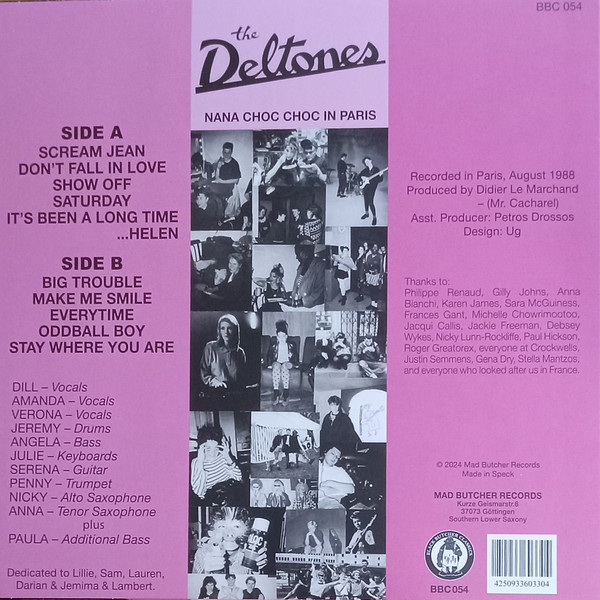 BBC 054
the
Deltones
NANA CHOC CHOC IN PARIS
SIDE A
SCREAM JEAN
DON'T FALL IN LOVE
SHOW OFF
SATURDAY
IT'S BEEN A LONG TIME
...HELEN
SIDE B
BIG TROUBLE
MAKE ME SMILE
EVERYTIME
ODDBALL BOY
STAY WHERE YOU ARE
DILL – Vocals
AMANDA – Vocals
VERONA – Vocals
JEREMY – Drums
ANGELA – Bass
JULIE – Keyboards
SERENA – Guitar
PENNY – Trumpet
NICKY – Alto Saxophone
ANNA – Tenor Saxophone
plus
PAULA – Additional Bass
Dedicated to Lillie, Sam, Lauren,
Darian & Jemima & Lambert.
Recorded in Paris, August 1988
Produced by Didier Le Marchand
– (Mr. Cacharel)
Asst. Producer: Petros Drossos
Design: Ug
Thanks to:
Philippe Renaud, Gilly Johns, Anna
Bianchi, Karen James, Sara McGuiness,
Frances Gant, Michelle Chowrimootoo,
Jacqui Callis, Jackie Freeman, Debsey
Wykes, Nicky Lunn-Rockliffe, Paul Hickson,
Roger Greatorex, everyone at Crockwells,
Justin Semmens, Gena Dry, Stella Mantzos,
and everyone who looked after us in France.
© 2024 Mad Butcher Records
Made in Speck
MAD BUTCHER RECORDS
Kurze Geismarstr.6
37073 Göttingen
Southern Lower Saxony
BLACK BUTCHER CLASSICS
BBC054
4250933603304